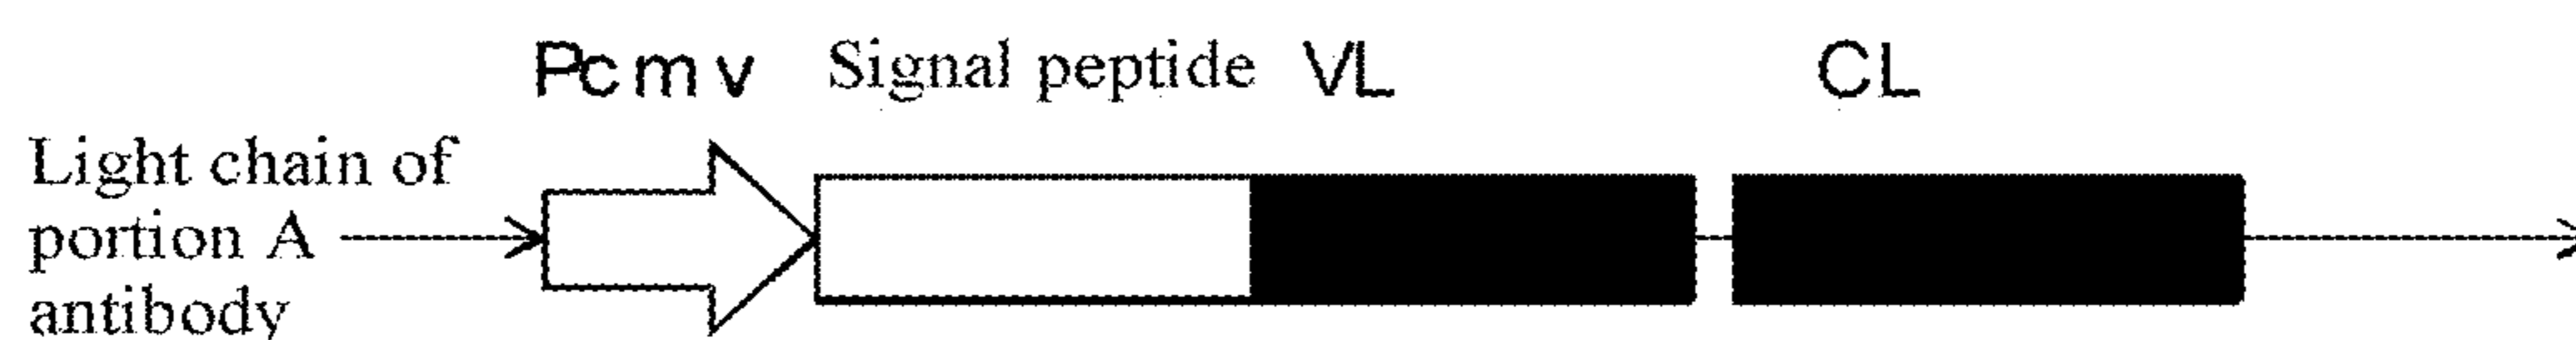 Pcmv Signal peptide VL CL
Light chain of
portion A
antibody